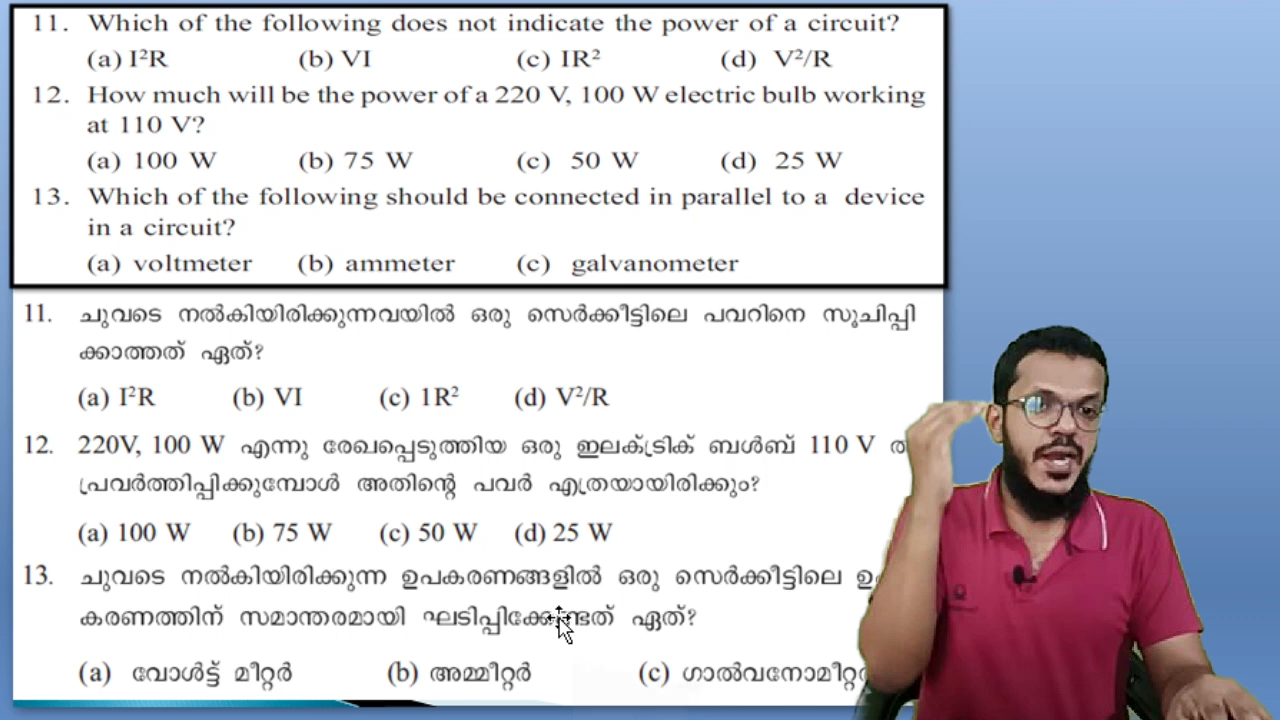 11. Which of the following does not indicate the power of a circuit?
(a) I²R (b) VI (c) IR² (d) V²/R
12. How much will be the power of a 220 V, 100 W electric bulb working
at 110 V?
(a) 100 W (b) 75 W (c) 50 W (d) 25 W
13. Which of the following should be connected in parallel to a device
in a circuit?
(a) voltmeter (b) ammeter (c) galvanometer
11. ചുവടെ നൽകിയിരിക്കുന്നവയിൽ ഒരു സെർക്കീട്ടിലെ പവറിനെ സൂചിപ്പി
ക്കാത്തത് ഏത്?
(a) I²R (b) VI (c) 1R² (d) V²/R
12. 220V, 100 W എന്നു രേഖപ്പെടുത്തിയ ഒരു ഇലക്ട്രിക് ബൾബ് 110 V
പ്രവർത്തിപ്പിക്കുമ്പോൾ അതിന്റെ പവർ എത്രയായിരിക്കും?
(a) 100 W (b) 75 W (c) 50 W (d) 25 W
13. ചുവടെ നൽകിയിരിക്കുന്ന ഉപകരണങ്ങളിൽ ഒരു സെർക്കീട്ടിലെ
കരണത്തിന് സമാന്തരമായി ഘടിപ്പിക്കേണ്ടത് ഏത്?
(a) വോൾട്ട് മീറ്റർ (b) അമ്മീറ്റർ (c) ഗാൽവനോമീറ്റ